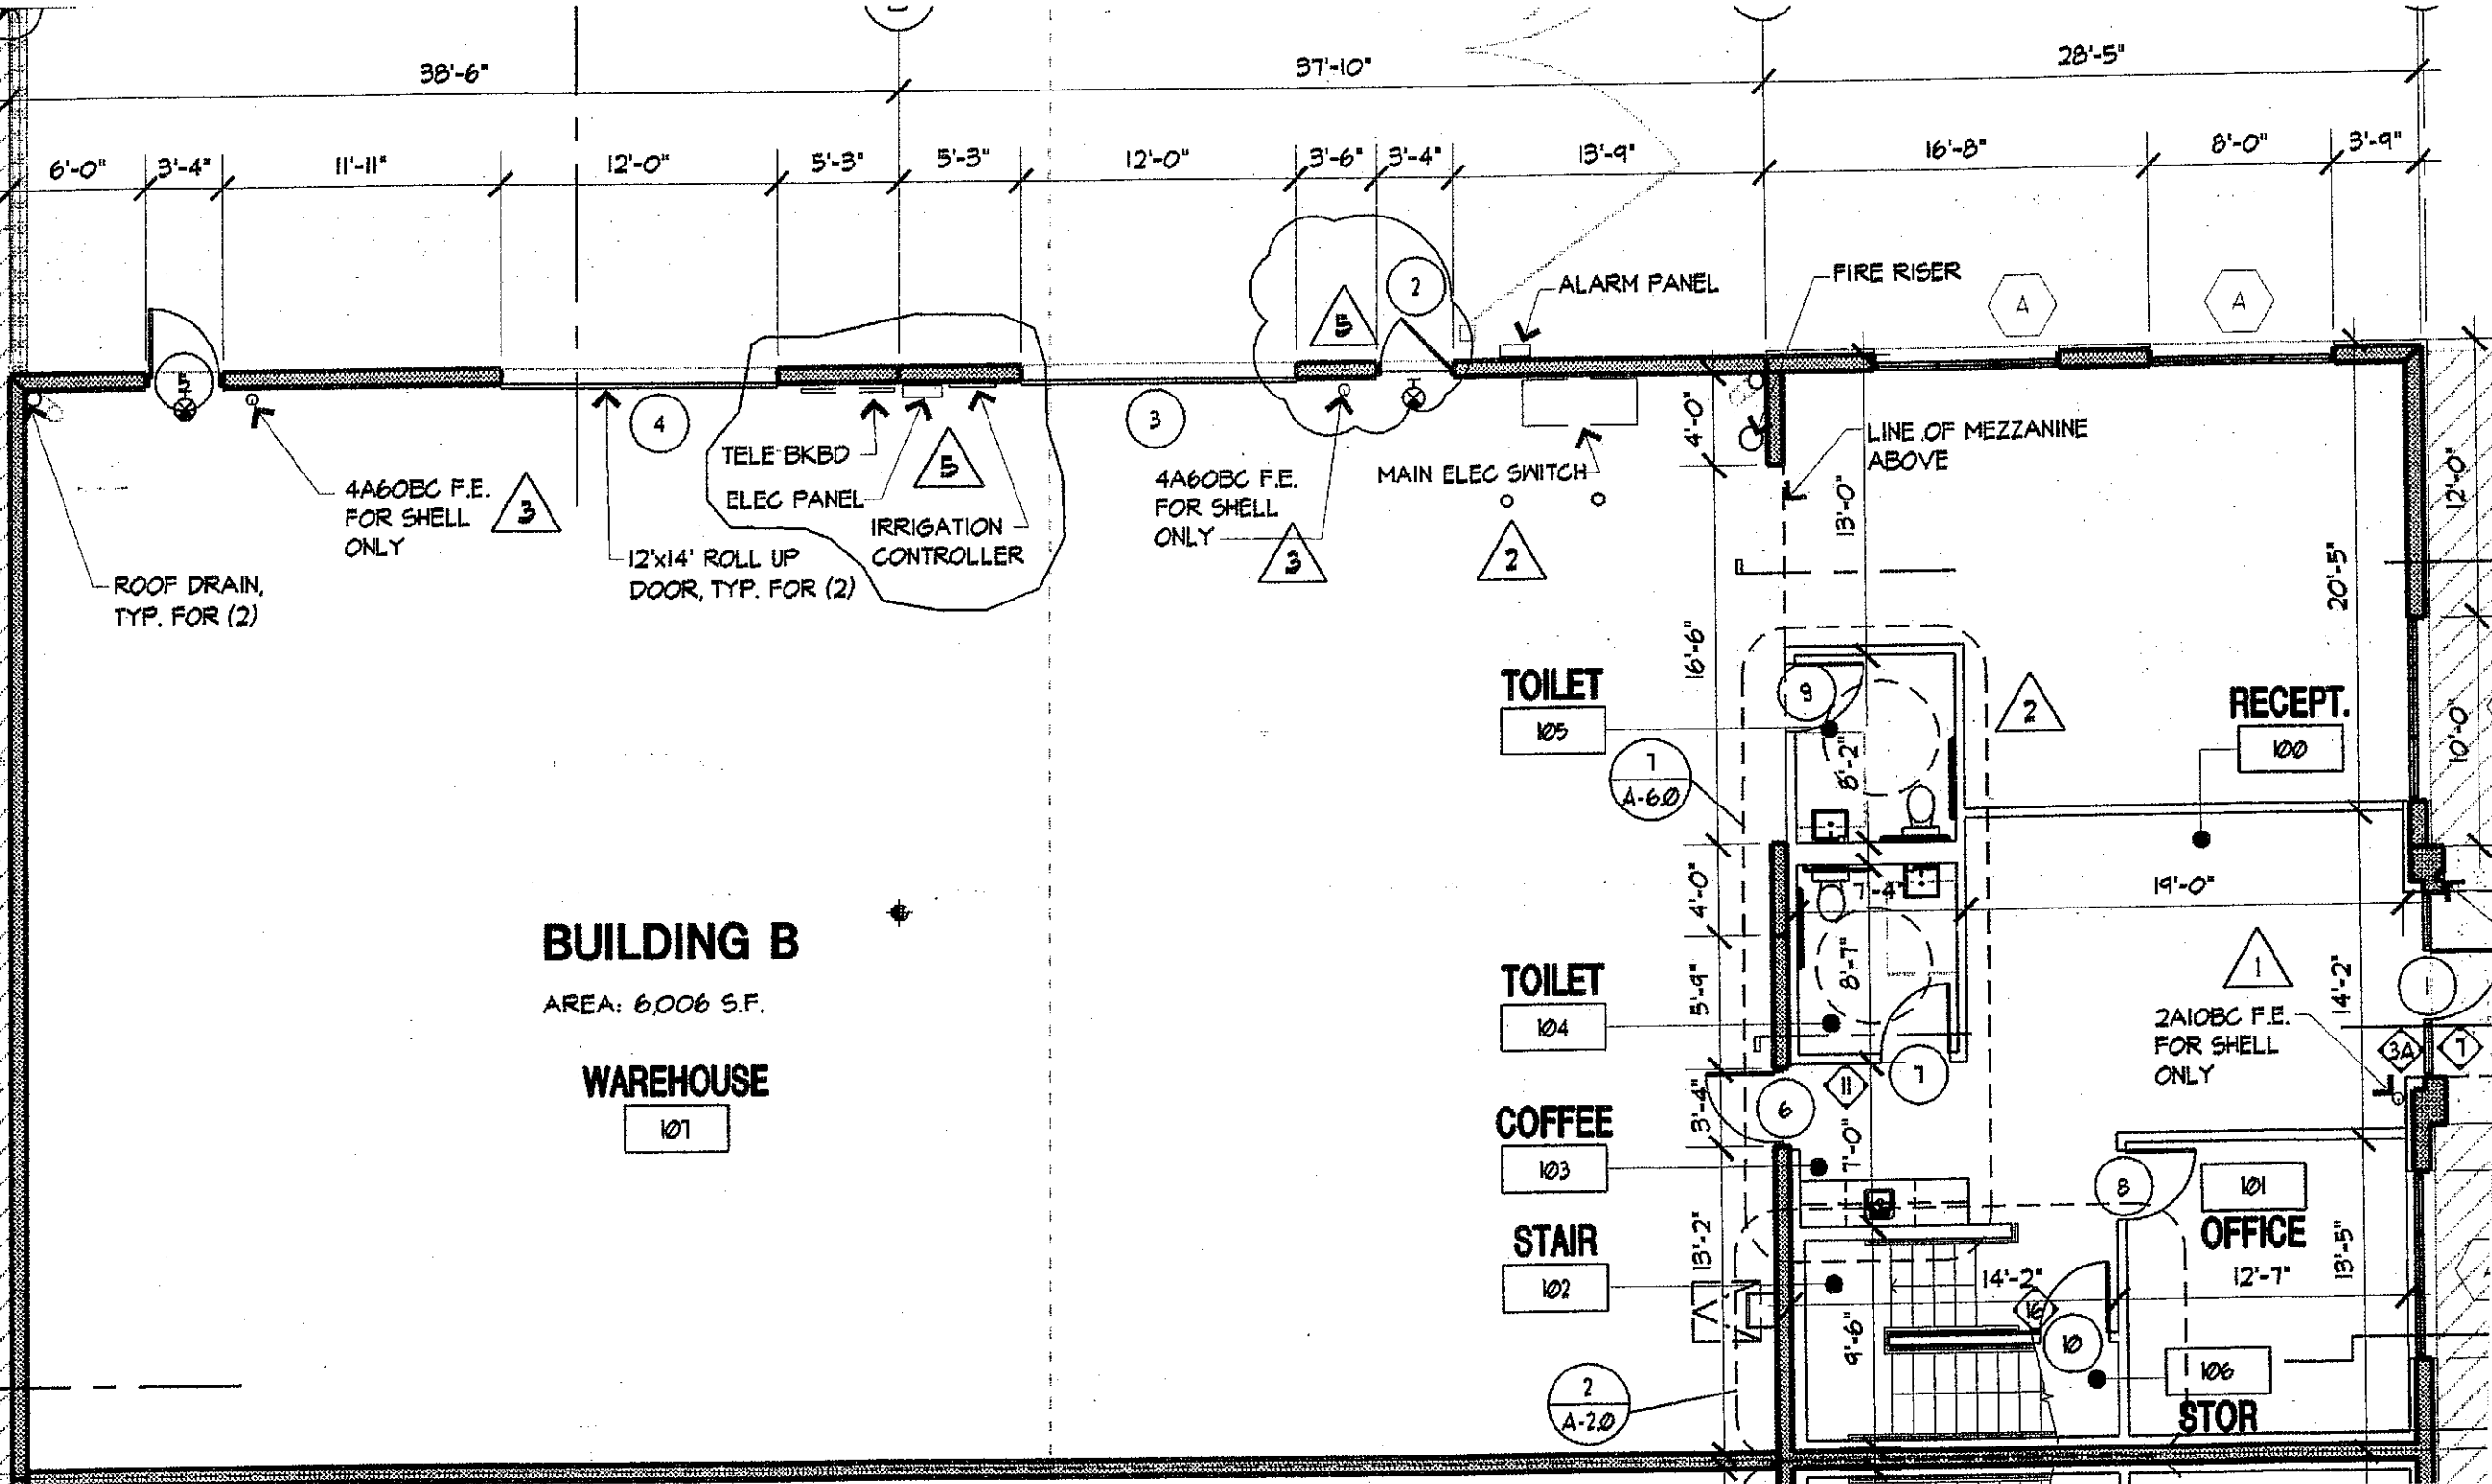 38'-6"
37'-10"
28'-5"
6'-0"
3'-4"
11'-11"
12'-0"
5'-3"
5'-3"
12'-0"
3'-6"
3'-4"
13'-9"
16'-8"
8'-0"
3'-9"
5
2
ALARM PANEL
FIRE RISER
A
A
5
4
3
TELE BKBD
5
ELEC PANEL
IRRIGATION
CONTROLLER
4A60BC F.E.
FOR SHELL
ONLY
3
ROOF DRAIN,
TYP. FOR (2)
12'x14' ROLL UP
DOOR, TYP. FOR (2)
4A60BC F.E.
FOR SHELL
ONLY
3
MAIN ELEC SWITCH
2
4'-0"
LINE OF MEZZANINE
ABOVE
13'-0"
12'-0"
20'-5"
16'-6"
TOILET
105
9
8'-2"
2
RECEPT.
100
10'-0"
1
A-6.0
4'-0"
7'-4"
19'-0"
BUILDING B
AREA: 6,006 S.F.
WAREHOUSE
107
TOILET
104
5'-9"
8'-7"
1
14'-2"
1
2A10BC F.E.
FOR SHELL
ONLY
3A
7
3'-4"
6
11
7
COFFEE
103
7'-0"
8
101
OFFICE
12'-7"
13'-5"
STAIR
102
13'-2"
14'-2"
16
10
9'-6"
106
STOR
2
A-2.0